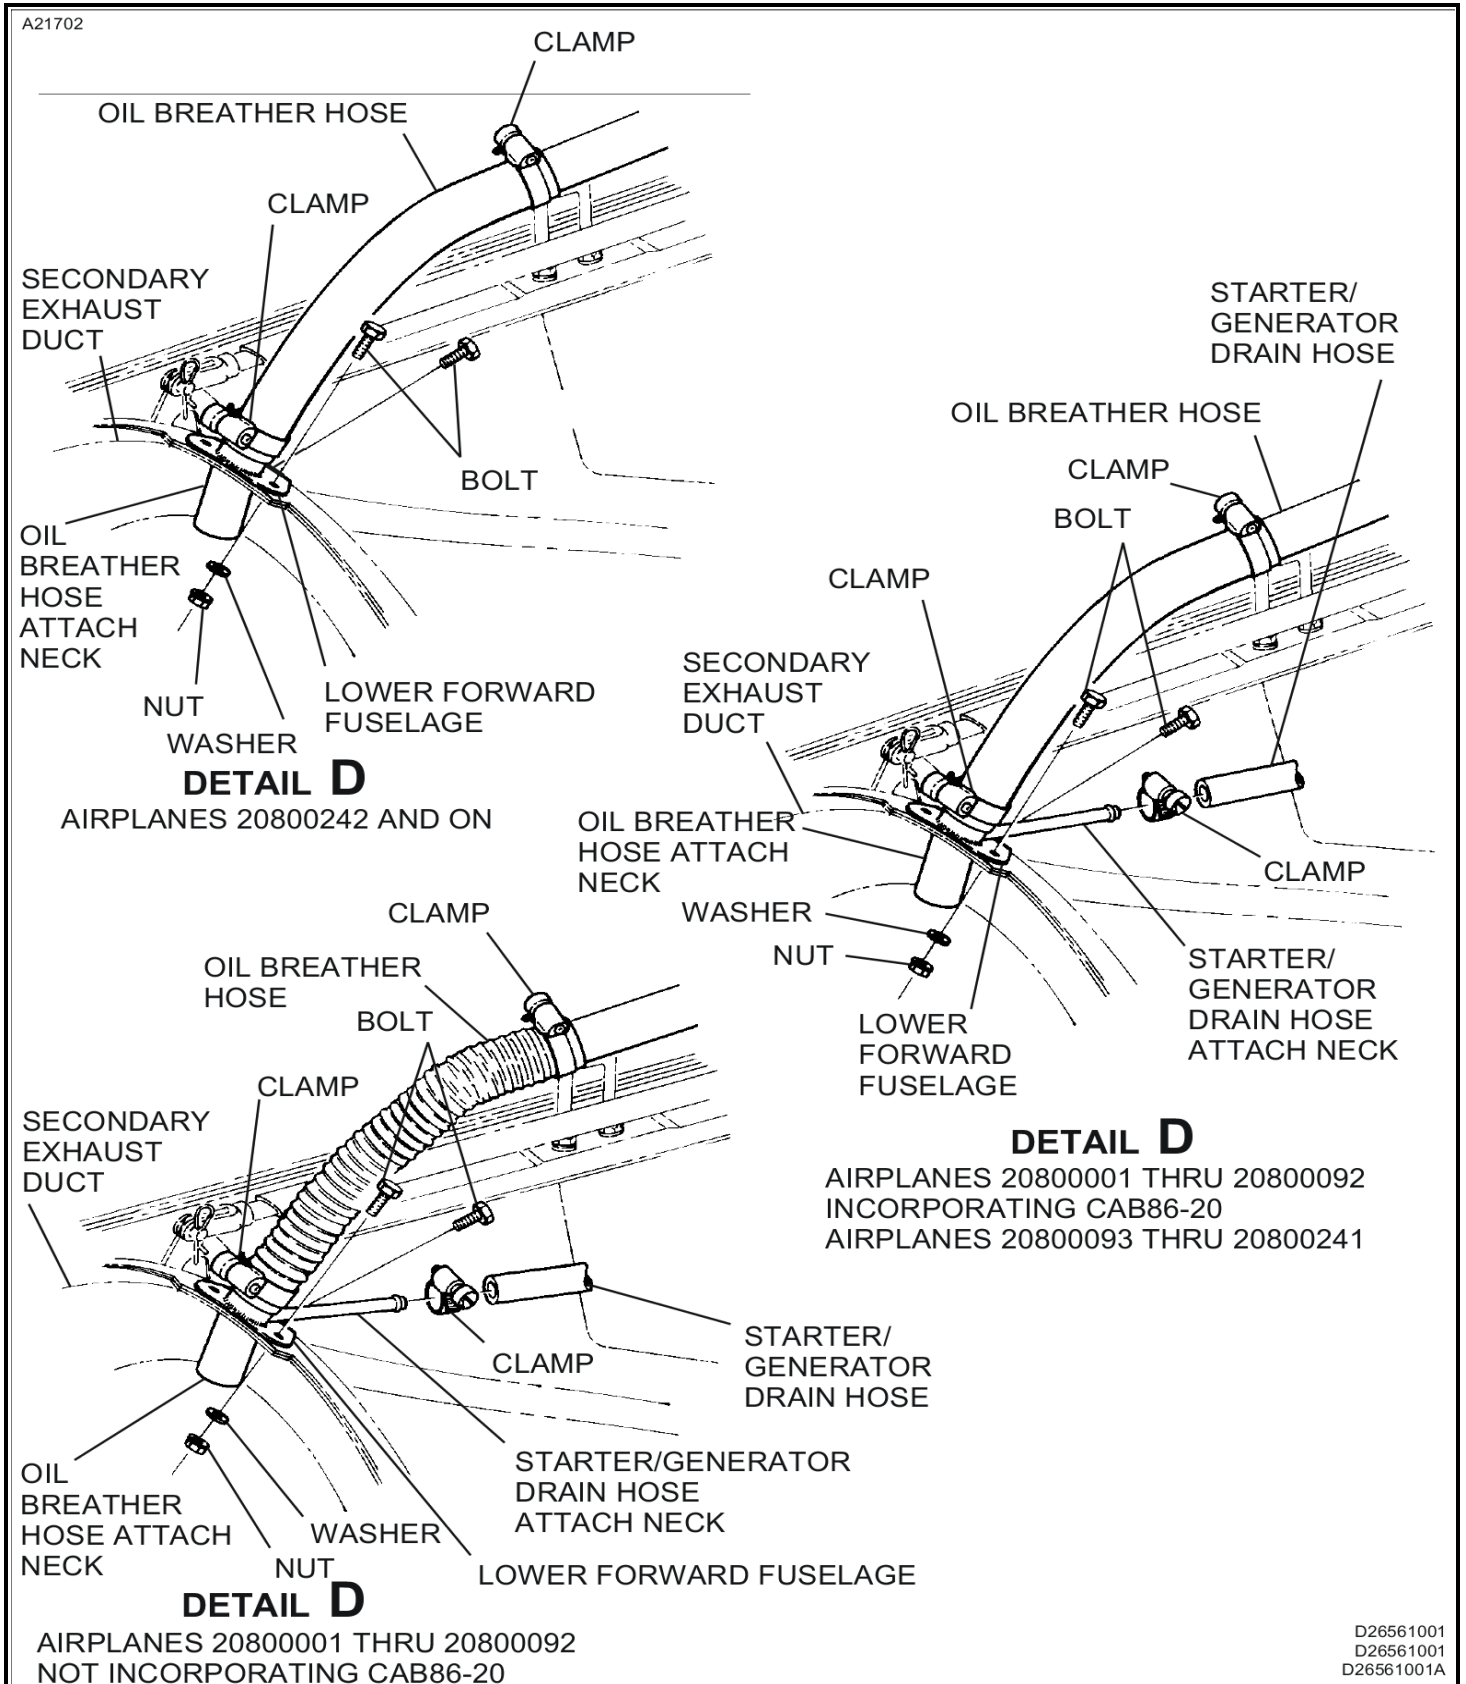 A21702
CLAMP
OIL BREATHER HOSE
CLAMP
SECONDARY
EXHAUST
DUCT
BOLT
OIL
BREATHER
HOSE
ATTACH
NECK
NUT
WASHER
LOWER FORWARD
FUSELAGE
DETAIL D
AIRPLANES 20800242 AND ON
STARTER/
GENERATOR
DRAIN HOSE
OIL BREATHER HOSE
CLAMP
BOLT
CLAMP
SECONDARY
EXHAUST
DUCT
OIL BREATHER
HOSE ATTACH
NECK
CLAMP
WASHER
NUT
STARTER/
GENERATOR
DRAIN HOSE
ATTACH NECK
LOWER
FORWARD
FUSELAGE
DETAIL D
AIRPLANES 20800001 THRU 20800092
INCORPORATING CAB86-20
AIRPLANES 20800093 THRU 20800241
CLAMP
OIL BREATHER
HOSE
BOLT
CLAMP
SECONDARY
EXHAUST
DUCT
CLAMP
STARTER/
GENERATOR
DRAIN HOSE
STARTER/GENERATOR
DRAIN HOSE
ATTACH NECK
OIL
BREATHER
HOSE ATTACH
NECK
WASHER
NUT
LOWER FORWARD FUSELAGE
DETAIL D
AIRPLANES 20800001 THRU 20800092
NOT INCORPORATING CAB86-20
D26561001
D26561001
D26561001A